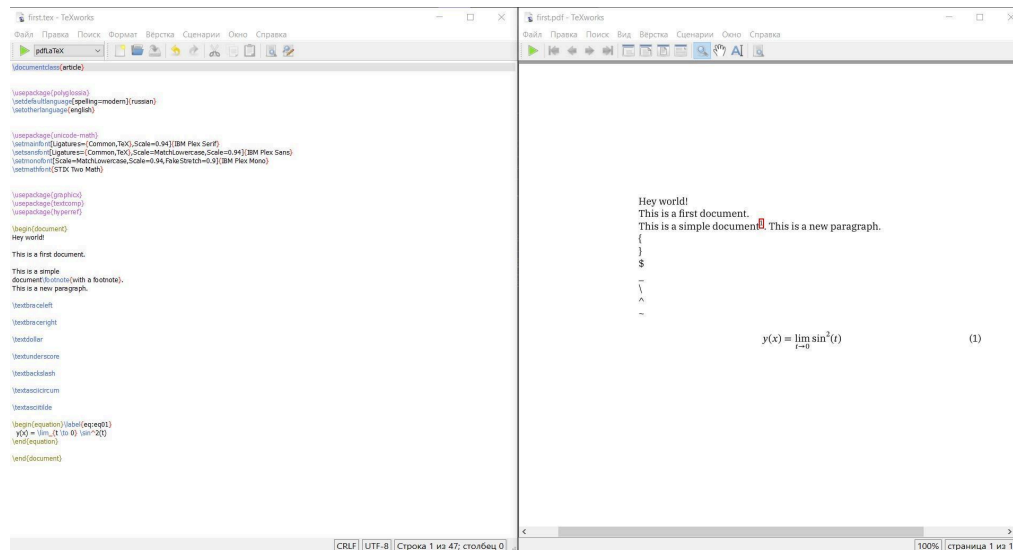 first.tex - TeXworks
Файл Правка Поиск Формат Вёрстка Сценарии Окно Справка
pdfLaTeX
\documentclass{article}
\usepackage{polyglossia}
\setdefaultlanguage[spelling=modern]{russian}
\setotherlanguage{english}
\usepackage{unicode-math}
\setmainfont[Ligatures={Common,TeX},Scale=0.94]{IBM Plex Serif}
\setsansfont[Ligatures={Common,TeX},Scale=MatchLowercase,Scale=0.94]{IBM Plex Sans}
\setmonofont[Scale=MatchLowercase,Scale=0.94,FakeStretch=0.9]{IBM Plex Mono}
\setmathfont{STIX Two Math}
\usepackage{graphicx}
\usepackage{textcomp}
\usepackage{hyperref}
\begin{document}
Hey world!
This is a first document.
This is a simple
document\footnote{with a footnote}.
This is a new paragraph.
\textbraceleft
\textbraceright
\textdollar
\textunderscore
\textbackslash
\textasciicircum
\textasciitilde
\begin{equation}\label{eq:eq01}
y(x) = \lim_{t \to 0} \sin^2(t)
\end{equation}
\end{document}
CRLF UTF-8 Строка 1 из 47; столбец 0
first.pdf - TeXworks
Файл Правка Поиск Вид Вёрстка Сценарии Окно Справка
Hey world!
This is a first document.
This is a simple document¹. This is a new paragraph.
{
}
$
_
\
^
~
y(x) = lim sin²(t) (1)
t→0
100% страница 1 из 1